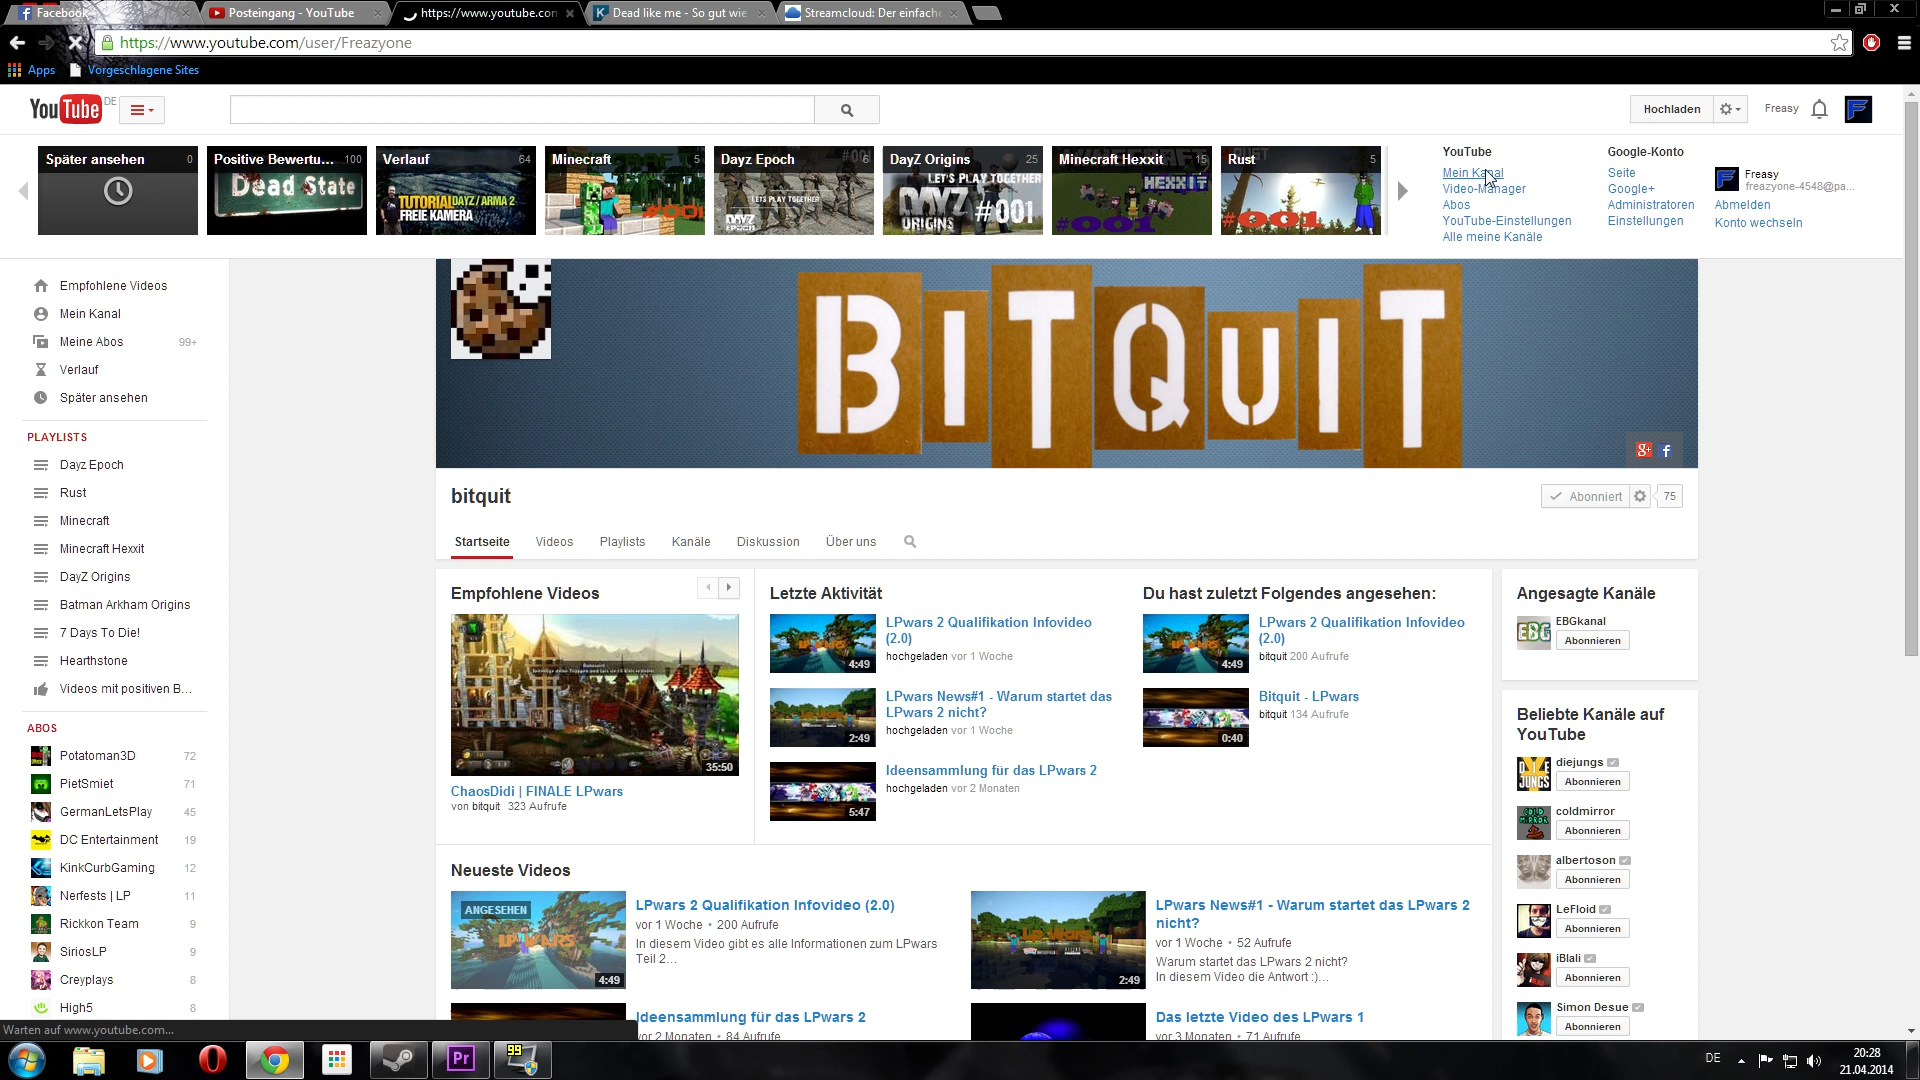 Facebook
Posteingang - YouTube
https://www.youtube.con
Dead like me - So gut wie
Streamcloud: Der einfache
https://www.youtube.com/user/Freazyone
Apps
Vorgeschlagene Sites
YouTube DE
Hochladen
Freasy
Später ansehen 0
Positive Bewertu... 100
Dead State
Verlauf 64
TUTORIAL DAYZ / ARMA 2
FREIE KAMERA
Minecraft 5
#001
Dayz Epoch 6
LETS PLAY TOGETHER
DAYZ
EPOCH
DayZ Origins 25
LET'S PLAY TOGETHER
DAYZ
ORIGINS
#001
Minecraft Hexxit 15
HEXXIT
#001
Rust 5
#001
YouTube
Mein Kanal
Video-Manager
Abos
YouTube-Einstellungen
Alle meine Kanäle
Google-Konto
Seite
Google+
Administratoren
Einstellungen
Freasy
freazyone-4548@pa...
Abmelden
Konto wechseln
Empfohlene Videos
Mein Kanal
Meine Abos 99+
Verlauf
Später ansehen
PLAYLISTS
Dayz Epoch
Rust
Minecraft
Minecraft Hexxit
DayZ Origins
Batman Arkham Origins
7 Days To Die!
Hearthstone
Videos mit positiven B...
ABOS
Potatoman3D 72
PietSmiet 71
GermanLetsPlay 45
DC Entertainment 19
KinkCurbGaming 12
Nerfests | LP 11
Rickkon Team 9
SiriosLP 9
Creyplays 8
High5 8
BiTQuiT
bitquit
Abonniert
75
Startseite
Videos
Playlists
Kanäle
Diskussion
Über uns
Empfohlene Videos
35:50
ChaosDidi | FINALE LPwars
von bitquit 323 Aufrufe
Letzte Aktivität
4:49
LPwars 2 Qualifikation Infovideo
(2.0)
hochgeladen vor 1 Woche
2:49
LPwars News#1 - Warum startet das
LPwars 2 nicht?
hochgeladen vor 1 Woche
5:47
Ideensammlung für das LPwars 2
hochgeladen vor 2 Monaten
Du hast zuletzt Folgendes angesehen:
4:49
LPwars 2 Qualifikation Infovideo
(2.0)
bitquit 200 Aufrufe
0:40
Bitquit - LPwars
bitquit 134 Aufrufe
Neueste Videos
ANGESEHEN
LP WARS
4:49
LPwars 2 Qualifikation Infovideo (2.0)
vor 1 Woche • 200 Aufrufe
In diesem Video gibt es alle Informationen zum LPwars
Teil 2...
2:49
LPwars News#1 - Warum startet das LPwars 2
nicht?
vor 1 Woche • 52 Aufrufe
Warum startet das LPwars 2 nicht?
In diesem Video die Antwort :)...
Ideensammlung für das LPwars 2
vor 2 Monaten • 84 Aufrufe
Das letzte Video des LPwars 1
vor 3 Monaten • 71 Aufrufe
Angesagte Kanäle
EBG
EBGkanal
Abonnieren
Beliebte Kanäle auf
YouTube
diejungs
Abonnieren
coldmirror
Abonnieren
albertoson
Abonnieren
LeFloid
Abonnieren
iBlali
Abonnieren
Simon Desue
Abonnieren
Warten auf www.youtube.com...
Pr
99
DE
20:28
21.04.2014